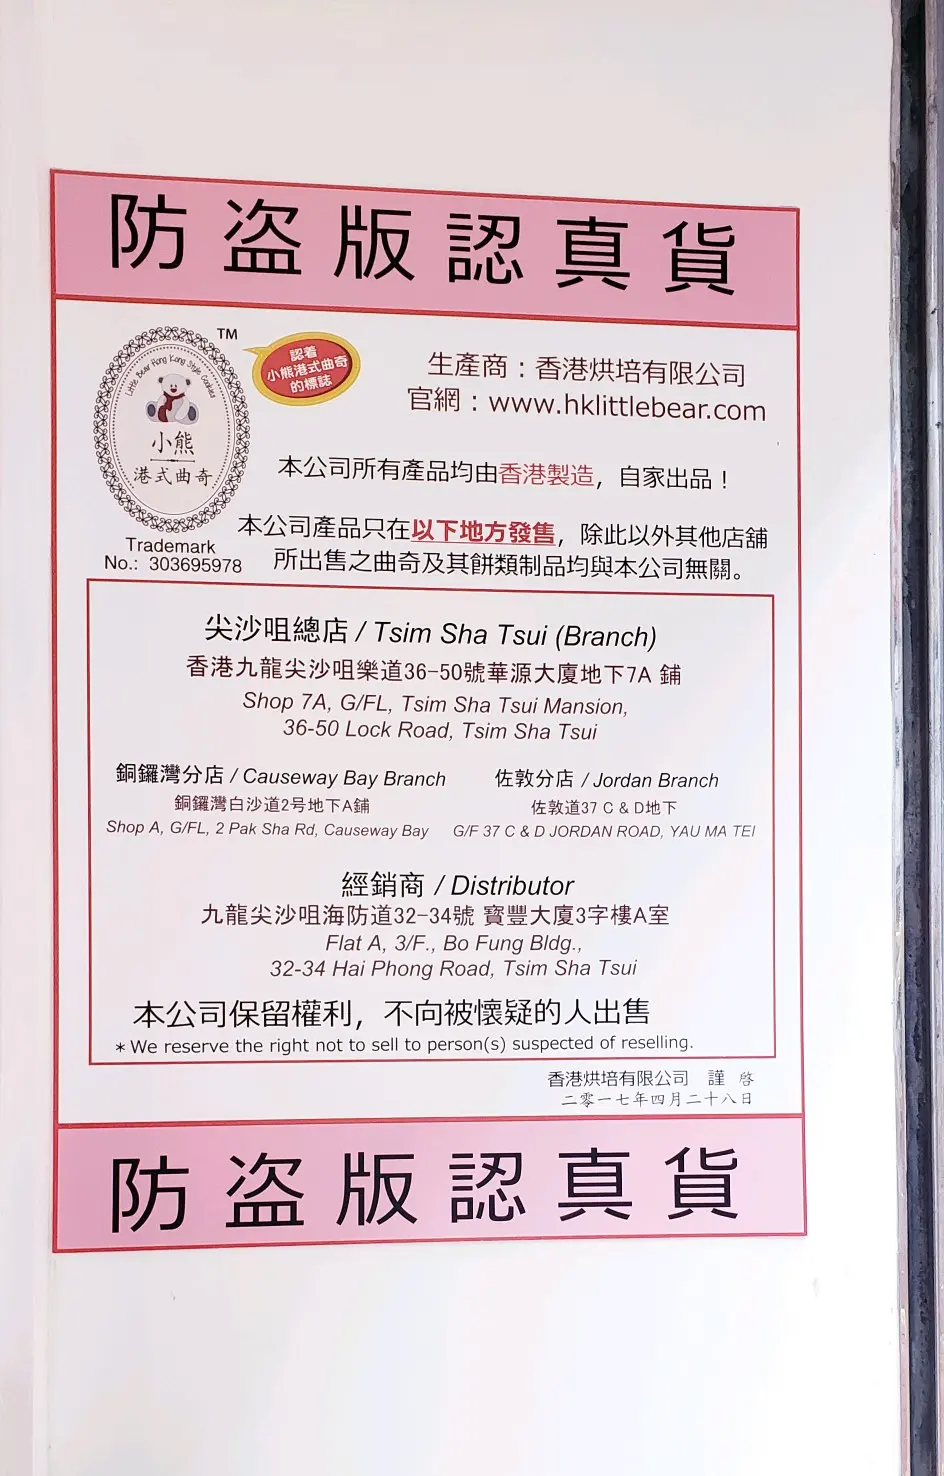 防盜版認真貨
TM
Little Bear Hong Kong Style Cookies
小熊
港式曲奇
認着
小熊港式曲奇
的標誌
Trademark
No.: 303695978
生產商：香港烘培有限公司
官網：www.hklittlebear.com
本公司所有產品均由香港製造，自家出品！
本公司產品只在以下地方發售，除此以外其他店舖
所出售之曲奇及其餅類制品均與本公司無關。
尖沙咀總店 / Tsim Sha Tsui (Branch)
香港九龍尖沙咀樂道36-50號華源大廈地下7A 鋪
Shop 7A, G/FL, Tsim Sha Tsui Mansion,
36-50 Lock Road, Tsim Sha Tsui
銅鑼灣分店 / Causeway Bay Branch
銅鑼灣白沙道2号地下A鋪
Shop A, G/FL, 2 Pak Sha Rd, Causeway Bay
佐敦分店 / Jordan Branch
佐敦道37 C & D地下
G/F 37 C & D JORDAN ROAD, YAU MA TEI
經銷商 / Distributor
九龍尖沙咀海防道32-34號 寶豐大廈3字樓A室
Flat A, 3/F., Bo Fung Bldg.,
32-34 Hai Phong Road, Tsim Sha Tsui
本公司保留權利，不向被懷疑的人出售
* We reserve the right not to sell to person(s) suspected of reselling.
香港烘培有限公司 謹 啓
二零一七年四月二十八日
防盜版認真貨